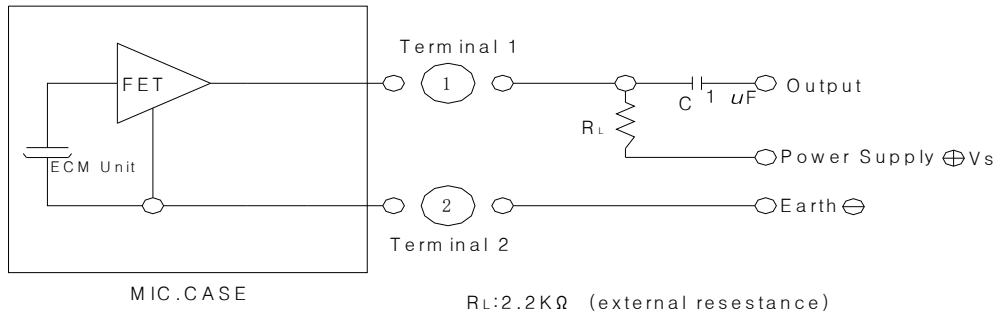 Terminal 1
FET
1
Output
C 1 uF
RL
ECM Unit
Power Supply ⊕ Vs
2
Earth ⊖
Terminal 2
MIC.CASE
RL:2.2KΩ (external resestance)